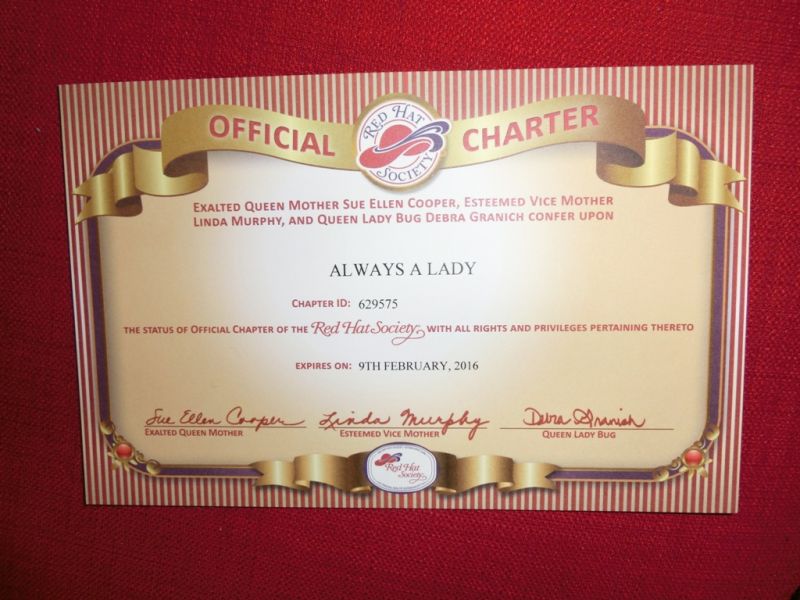 OFFICIAL RED HAT SOCIETY CHARTER
EXALTED QUEEN MOTHER SUE ELLEN COOPER, ESTEEMED VICE MOTHER
LINDA MURPHY, AND QUEEN LADY BUG DEBRA GRANICH CONFER UPON
ALWAYS A LADY
CHAPTER ID: 629575
THE STATUS OF OFFICIAL CHAPTER OF THE Red Hat Society, WITH ALL RIGHTS AND PRIVILEGES PERTAINING THERETO
EXPIRES ON: 9TH FEBRUARY, 2016
Sue Ellen Cooper Linda Murphy Debra Granich
EXALTED QUEEN MOTHER ESTEEMED VICE MOTHER QUEEN LADY BUG
Red Hat
Society